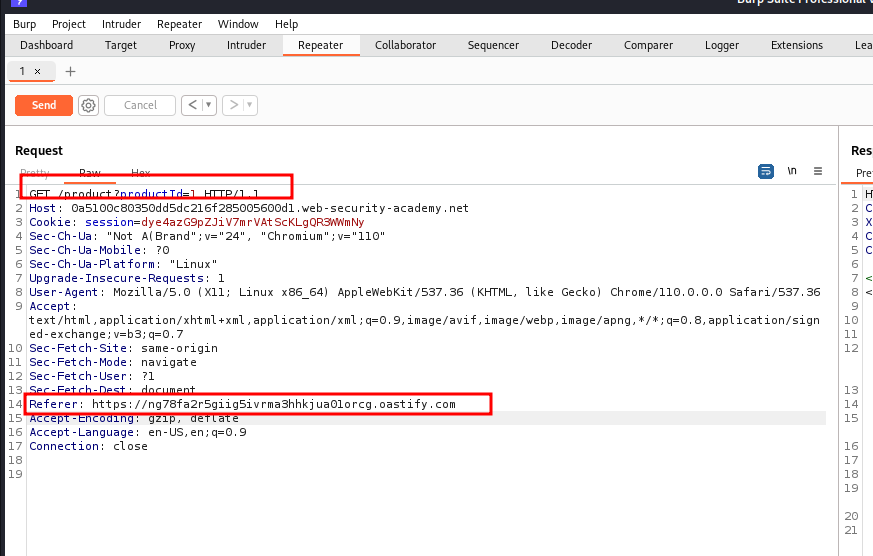 Burp Suite Professional
Burp Project Intruder Repeater Window Help
Dashboard Target Proxy Intruder Repeater Collaborator Sequencer Decoder Comparer Logger Extensions
1 × +
Send Cancel < ▾ > ▾
Request
Pretty Raw Hex \n ≡
1 GET /product?productId=1 HTTP/1.1
2 Host: 0a5100c80350dd5dc216f285005600d1.web-security-academy.net
3 Cookie: session=dye4azG9pZJiV7mrVAtScKLgQR3WWmNy
4 Sec-Ch-Ua: "Not A(Brand";v="24", "Chromium";v="110"
5 Sec-Ch-Ua-Mobile: ?0
6 Sec-Ch-Ua-Platform: "Linux"
7 Upgrade-Insecure-Requests: 1
8 User-Agent: Mozilla/5.0 (X11; Linux x86_64) AppleWebKit/537.36 (KHTML, like Gecko) Chrome/110.0.0.0 Safari/537.36
9 Accept:
text/html,application/xhtml+xml,application/xml;q=0.9,image/avif,image/webp,image/apng,*/*;q=0.8,application/sign
ed-exchange;v=b3;q=0.7
10 Sec-Fetch-Site: same-origin
11 Sec-Fetch-Mode: navigate
12 Sec-Fetch-User: ?1
13 Sec-Fetch-Dest: document
14 Referer: https://ng78fa2r5giig5ivrma3hhkjua01orcg.oastify.com
15 Accept-Encoding: gzip, deflate
16 Accept-Language: en-US,en;q=0.9
17 Connection: close
18
19
1 H
2 C
3 X
4 C
5 C
6
7 <
8 <
9
10
11
12
13
14
15
16
17
18
19
20
21